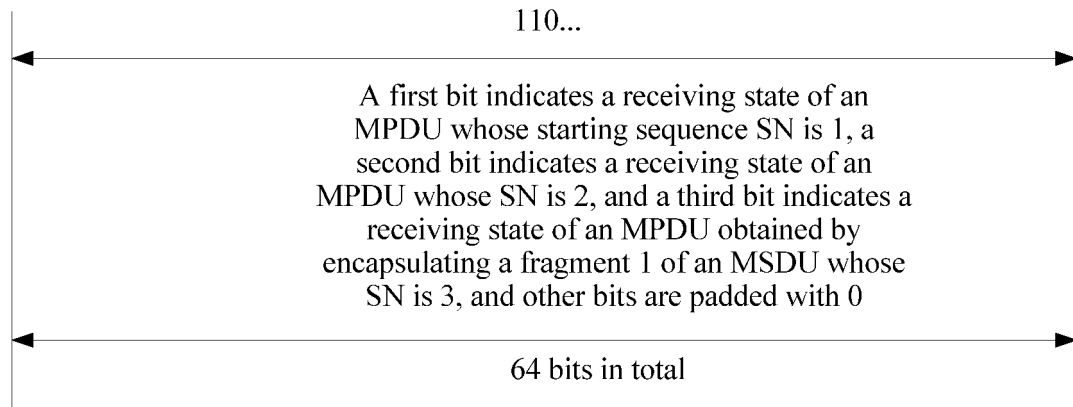 110...
A first bit indicates a receiving state of an
MPDU whose starting sequence SN is 1, a
second bit indicates a receiving state of an
MPDU whose SN is 2, and a third bit indicates a
receiving state of an MPDU obtained by
encapsulating a fragment 1 of an MSDU whose
SN is 3, and other bits are padded with 0
64 bits in total